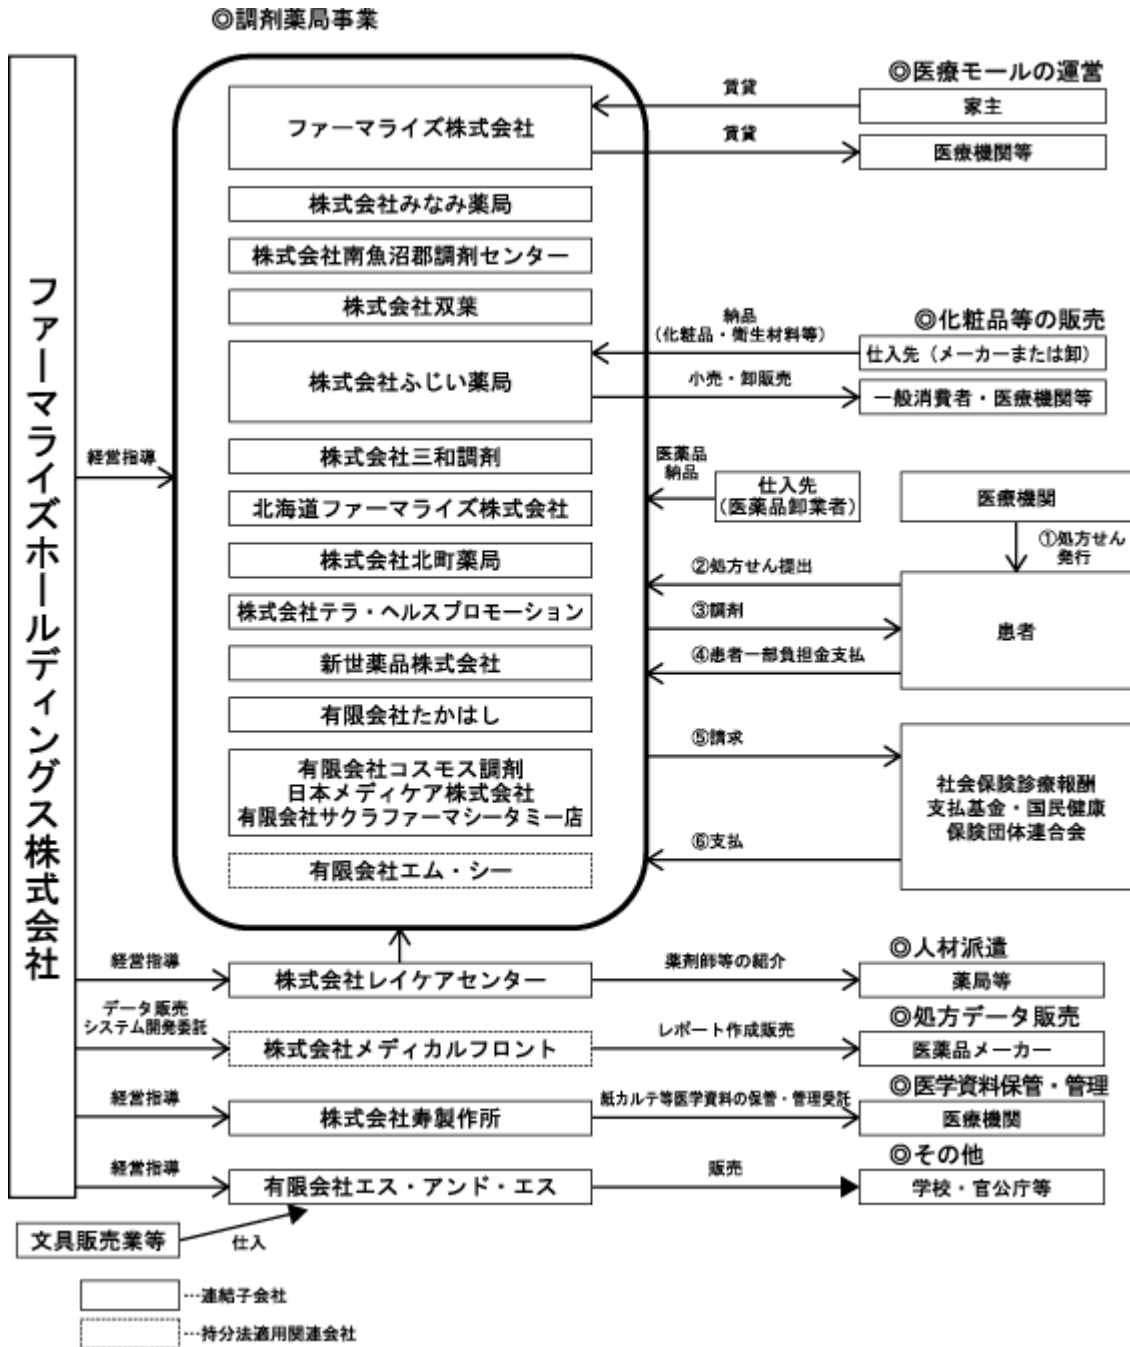 ◎調剤薬局事業
ファーマライズホールディングス株式会社
経営指導
ファーマライズ株式会社
株式会社みなみ薬局
株式会社南魚沼郡調剤センター
株式会社双葉
株式会社ふじい薬局
株式会社三和調剤
北海道ファーマライズ株式会社
株式会社北町薬局
株式会社テラ・ヘルスプロモーション
新世薬品株式会社
有限会社たかはし
有限会社コスモス調剤
日本メディケア株式会社
有限会社サクラファーマシータミー店
有限会社エム・シー
◎医療モールの運営
賃貸
家主
賃貸
医療機関等
◎化粧品等の販売
納品
(化粧品・衛生材料等)
仕入先(メーカーまたは卸)
小売・卸販売
一般消費者・医療機関等
医薬品
納品
仕入先
(医薬品卸業者)
医療機関
①処方せん
発行
②処方せん提出
③調剤
④患者一部負担金支払
患者
⑤請求
⑥支払
社会保険診療報酬
支払基金・国民健康
保険団体連合会
経営指導
株式会社レイケアセンター
薬剤師等の紹介
◎人材派遣
薬局等
データ販売
システム開発委託
株式会社メディカルフロント
レポート作成販売
◎処方データ販売
医薬品メーカー
経営指導
株式会社寿製作所
紙カルテ等医学資料の保管・管理受託
◎医学資料保管・管理
医療機関
経営指導
有限会社エス・アンド・エス
販売
◎その他
学校・官公庁等
文具販売業等
仕入
…連結子会社
…持分法適用関連会社